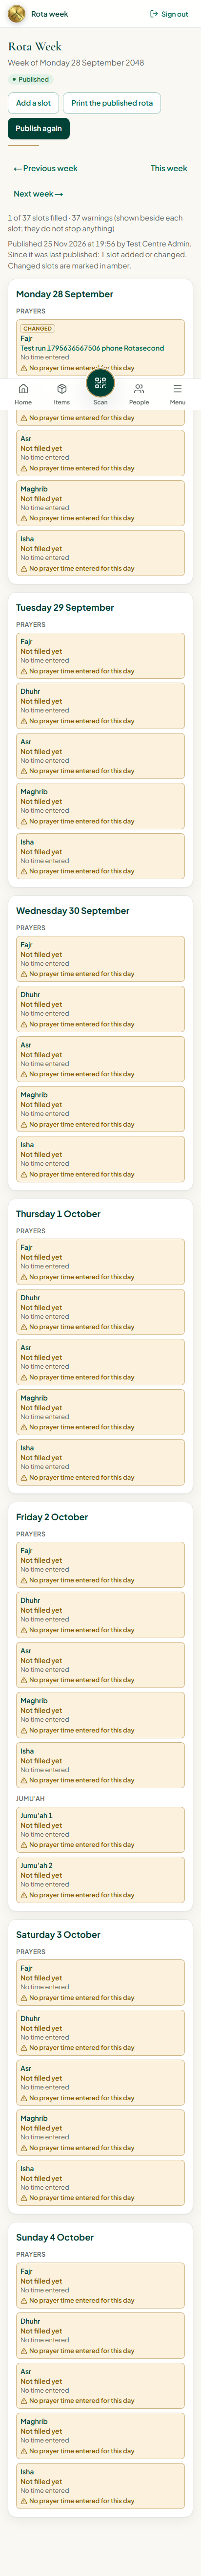 Rota week
Sign out
Rota Week
Week of Monday 28 September 2048
Published
Add a slot
Print the published rota
Publish again
← Previous week
This week
Next week →
1 of 37 slots filled · 37 warnings (shown beside each
slot; they do not stop anything)
Published 25 Nov 2026 at 19:56 by Test Centre Admin.
Since it was last published: 1 slot added or changed.
Changed slots are marked in amber.
Monday 28 September
PRAYERS
CHANGED
Fajr
Test run 1795636567506 phone Rotasecond
No time entered
No prayer time entered for this day
Home
Items
Scan
People
Menu
No prayer time entered for this day
Asr
Not filled yet
No time entered
No prayer time entered for this day
Maghrib
Not filled yet
No time entered
No prayer time entered for this day
Isha
Not filled yet
No time entered
No prayer time entered for this day
Tuesday 29 September
PRAYERS
Fajr
Not filled yet
No time entered
No prayer time entered for this day
Dhuhr
Not filled yet
No time entered
No prayer time entered for this day
Asr
Not filled yet
No time entered
No prayer time entered for this day
Maghrib
Not filled yet
No time entered
No prayer time entered for this day
Isha
Not filled yet
No time entered
No prayer time entered for this day
Wednesday 30 September
PRAYERS
Fajr
Not filled yet
No time entered
No prayer time entered for this day
Dhuhr
Not filled yet
No time entered
No prayer time entered for this day
Asr
Not filled yet
No time entered
No prayer time entered for this day
Maghrib
Not filled yet
No time entered
No prayer time entered for this day
Isha
Not filled yet
No time entered
No prayer time entered for this day
Thursday 1 October
PRAYERS
Fajr
Not filled yet
No time entered
No prayer time entered for this day
Dhuhr
Not filled yet
No time entered
No prayer time entered for this day
Asr
Not filled yet
No time entered
No prayer time entered for this day
Maghrib
Not filled yet
No time entered
No prayer time entered for this day
Isha
Not filled yet
No time entered
No prayer time entered for this day
Friday 2 October
PRAYERS
Fajr
Not filled yet
No time entered
No prayer time entered for this day
Dhuhr
Not filled yet
No time entered
No prayer time entered for this day
Asr
Not filled yet
No time entered
No prayer time entered for this day
Maghrib
Not filled yet
No time entered
No prayer time entered for this day
Isha
Not filled yet
No time entered
No prayer time entered for this day
JUMU'AH
Jumu'ah 1
Not filled yet
No prayer time entered for this day
Jumu'ah 2
Not filled yet
No time entered
No prayer time entered for this day
Saturday 3 October
PRAYERS
Fajr
Not filled yet
No time entered
No prayer time entered for this day
Dhuhr
Not filled yet
No time entered
No prayer time entered for this day
Asr
Not filled yet
No time entered
No prayer time entered for this day
Maghrib
Not filled yet
No time entered
No prayer time entered for this day
Isha
Not filled yet
No time entered
No prayer time entered for this day
Sunday 4 October
PRAYERS
Fajr
Not filled yet
No time entered
No prayer time entered for this day
Dhuhr
Not filled yet
No time entered
No prayer time entered for this day
Asr
Not filled yet
No time entered
No prayer time entered for this day
Maghrib
Not filled yet
No time entered
No prayer time entered for this day
Isha
Not filled yet
No time entered
No prayer time entered for this day